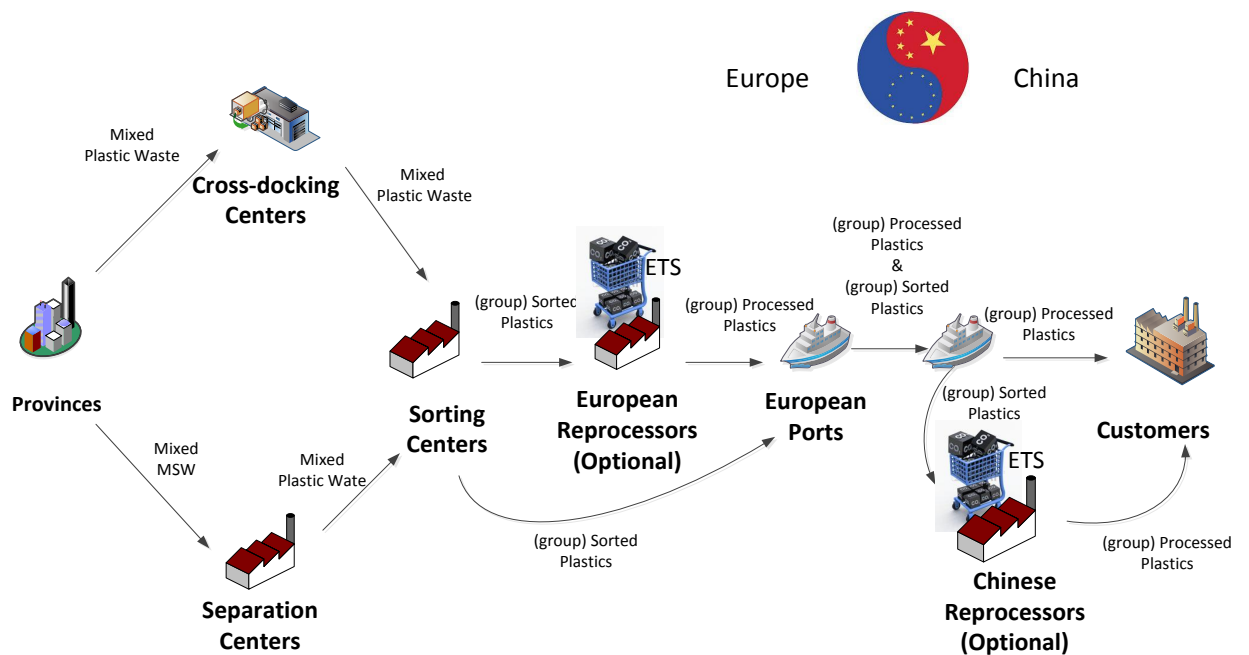 Europe
China
Mixed
Plastic Waste
Cross-docking
Centers
Mixed
Plastic Waste
Provinces
Mixed
MSW
Separation
Centers
Mixed
Plastic Wate
Sorting
Centers
(group) Sorted
Plastics
ETS
European
Reprocessors
(Optional)
(group) Sorted
Plastics
(group) Processed
Plastics
European
Ports
(group) Processed
Plastics
&
(group) Sorted
Plastics
(group) Processed
Plastics
(group) Sorted
Plastics
ETS
Chinese
Reprocessors
(Optional)
(group) Processed
Plastics
Customers